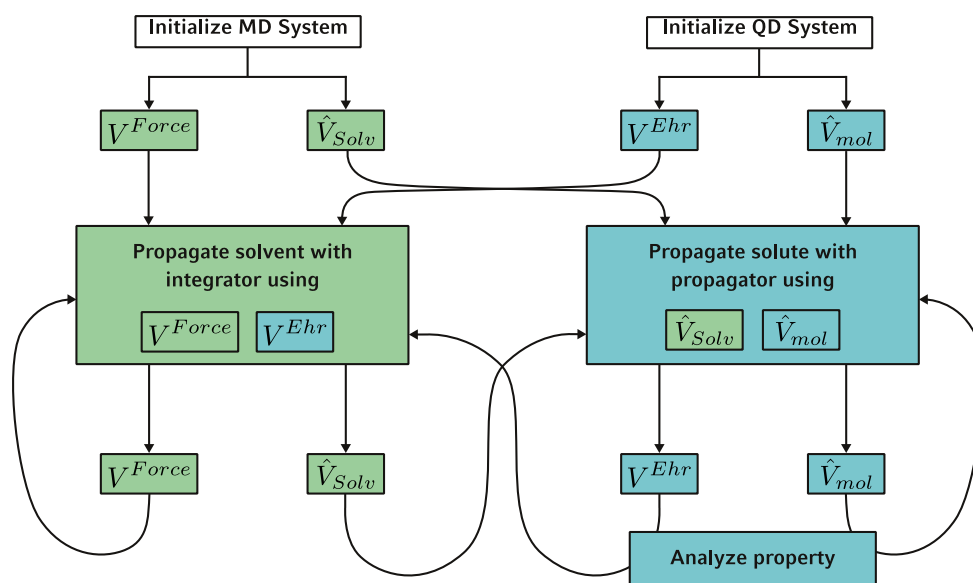 Initialize MD System
Initialize QD System
V^{Force}
\hat{V}_{Solv}
V^{Ehr}
\hat{V}_{mol}
Propagate solvent with
integrator using
V^{Force}
V^{Ehr}
Propagate solute with
propagator using
\hat{V}_{Solv}
\hat{V}_{mol}
V^{Force}
\hat{V}_{Solv}
V^{Ehr}
\hat{V}_{mol}
Analyze property